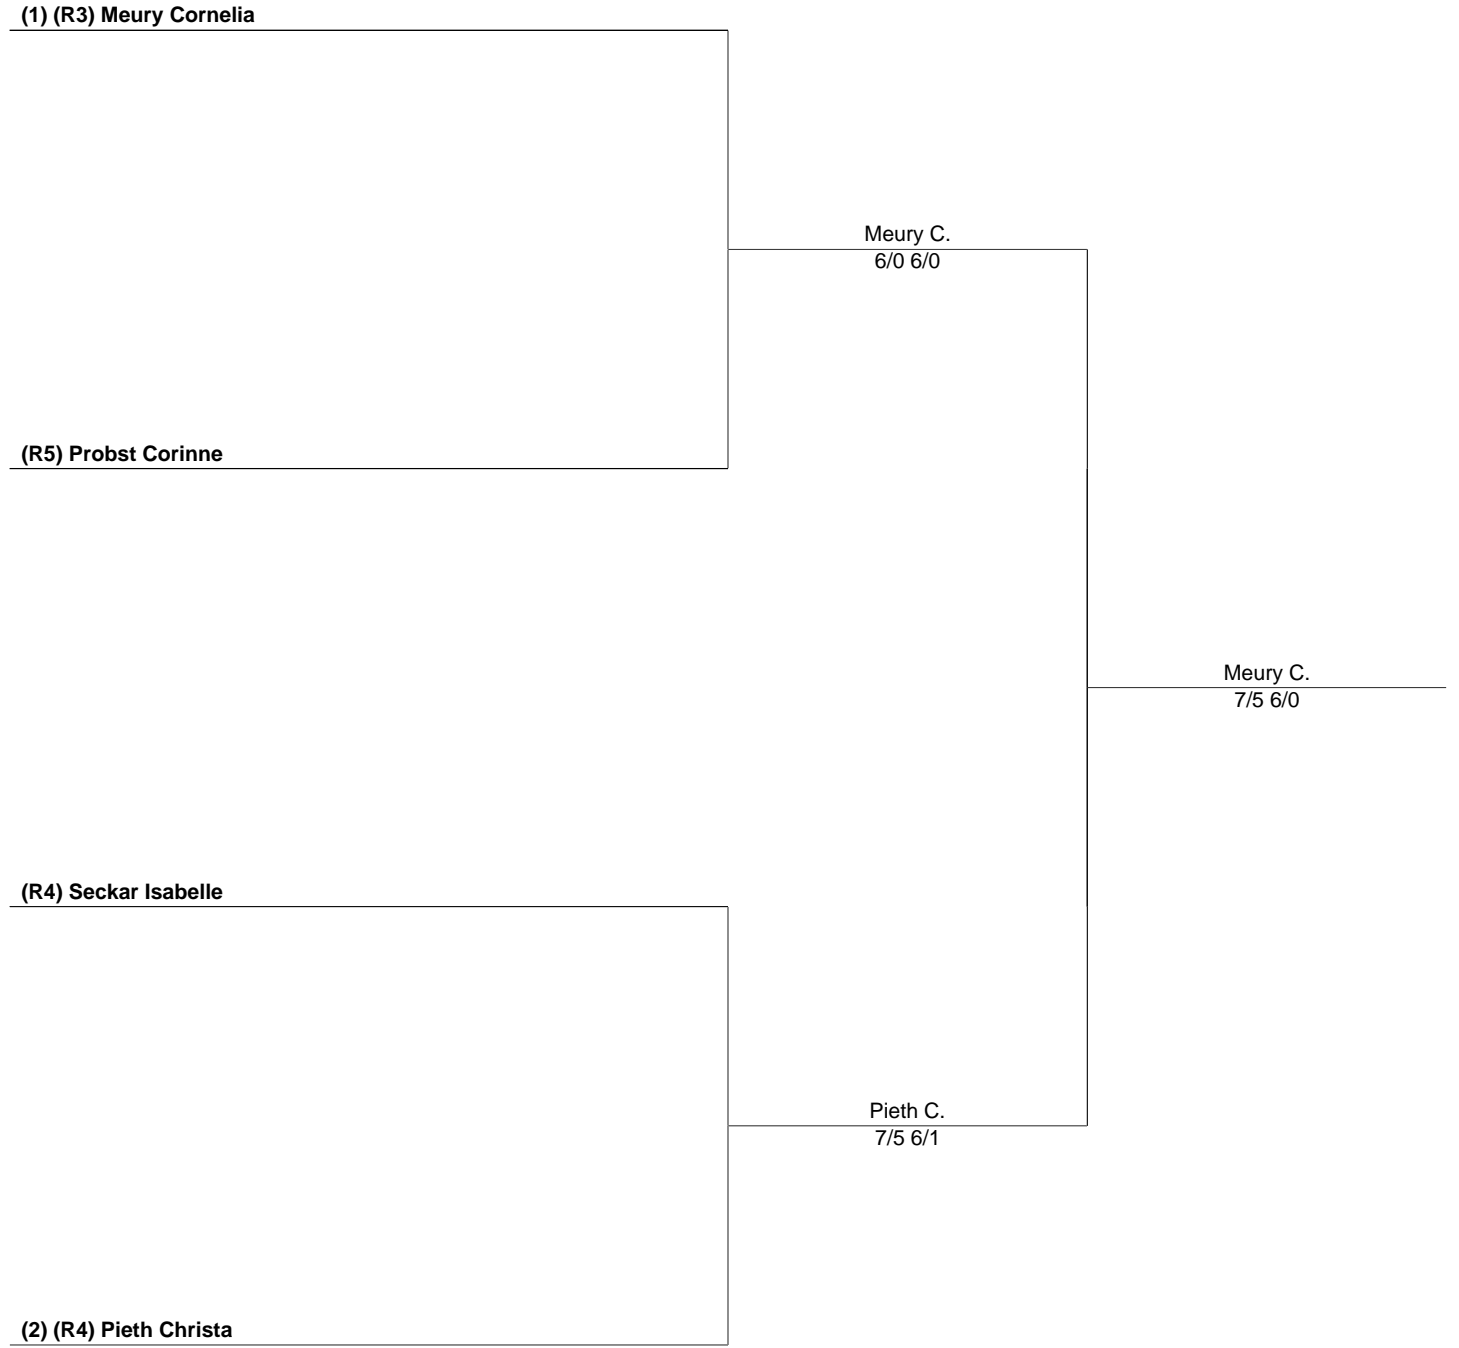 (1) (R3) Meury Cornelia
Meury C.
6/0 6/0
(R5) Probst Corinne
Meury C.
7/5 6/0
(R4) Seckar Isabelle
Pieth C.
7/5 6/1
(2) (R4) Pieth Christa